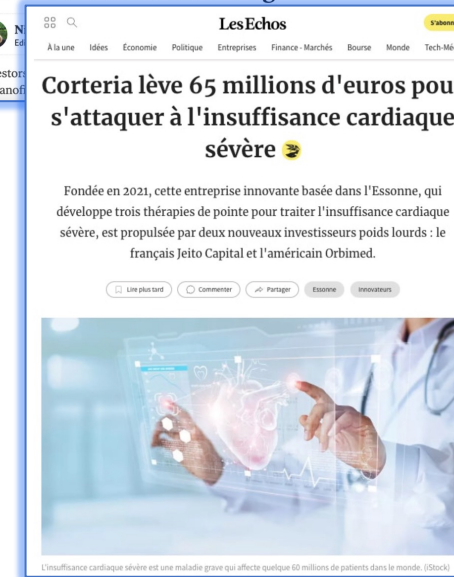 Les Echos
S'abonn
À la une Idées Économie Politique Entreprises Finance - Marchés Bourse Monde Tech-Mé
Corteria lève 65 millions d'euros pou
s'attaquer à l'insuffisance cardiaque
sévère
Fondée en 2021, cette entreprise innovante basée dans l'Essonne, qui
développe trois thérapies de pointe pour traiter l'insuffisance cardiaque
sévère, est propulsée par deux nouveaux investisseurs poids lourds : le
français Jeito Capital et l'américain Orbimed.
Lire plus tard Commenter Partager Essonne Innovateurs
L'insuffisance cardiaque sévère est une maladie grave qui affecte quelque 60 millions de patients dans le monde. (iStock)